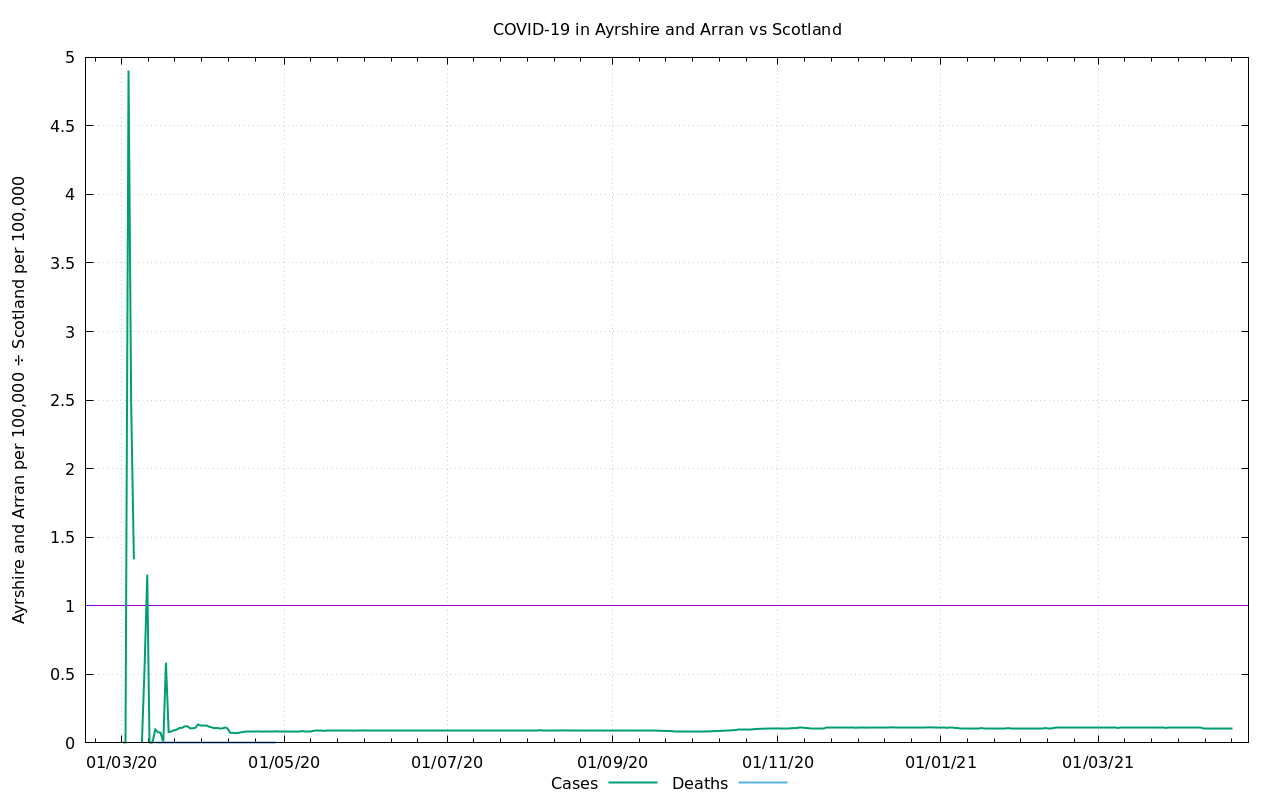 COVID-19 in Ayrshire and Arran vs Scotland
Ayrshire and Arran per 100,000 ÷ Scotland per 100,000
5
4.5
4
3.5
3
2.5
2
1.5
1
0.5
0
01/03/20 01/05/20 01/07/20 01/09/20 01/11/20 01/01/21 01/03/21
Cases Deaths